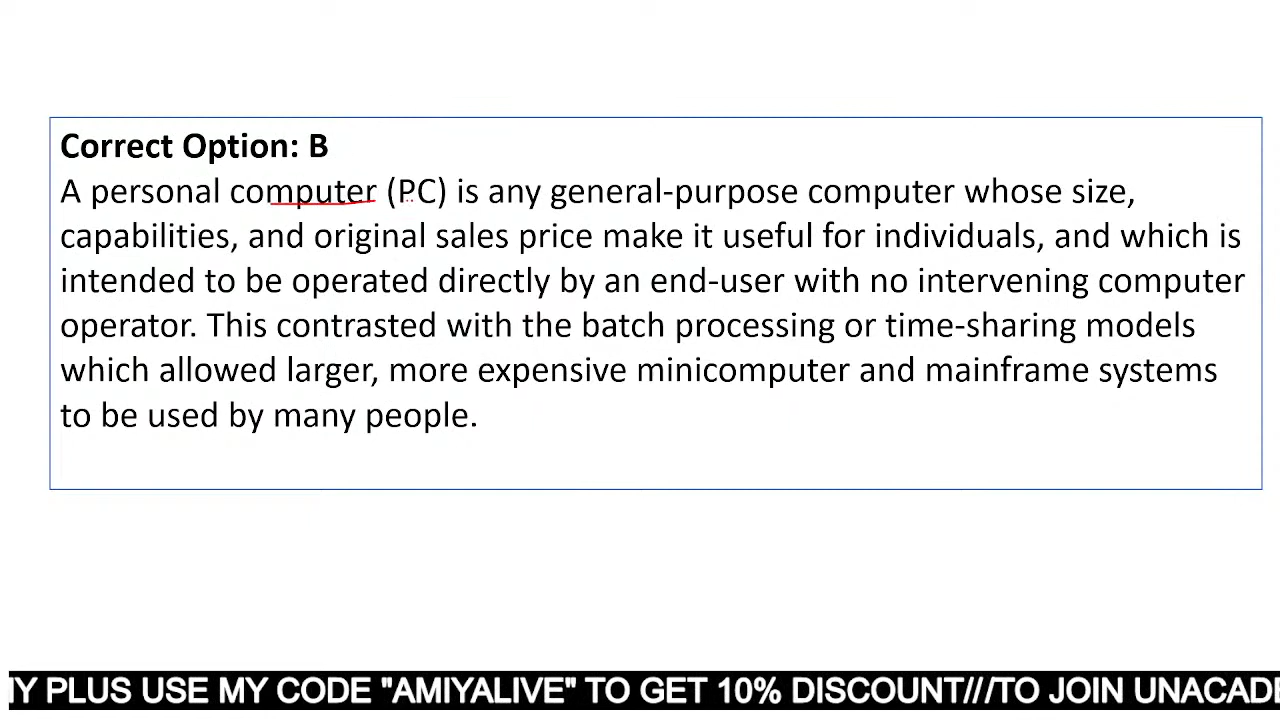 Correct Option: B
A personal computer (PC) is any general-purpose computer whose size,
capabilities, and original sales price make it useful for individuals, and which is
intended to be operated directly by an end-user with no intervening computer
operator. This contrasted with the batch processing or time-sharing models
which allowed larger, more expensive minicomputer and mainframe systems
to be used by many people.
PLUS USE MY CODE "AMIYALIVE" TO GET 10% DISCOUNT///TO JOIN